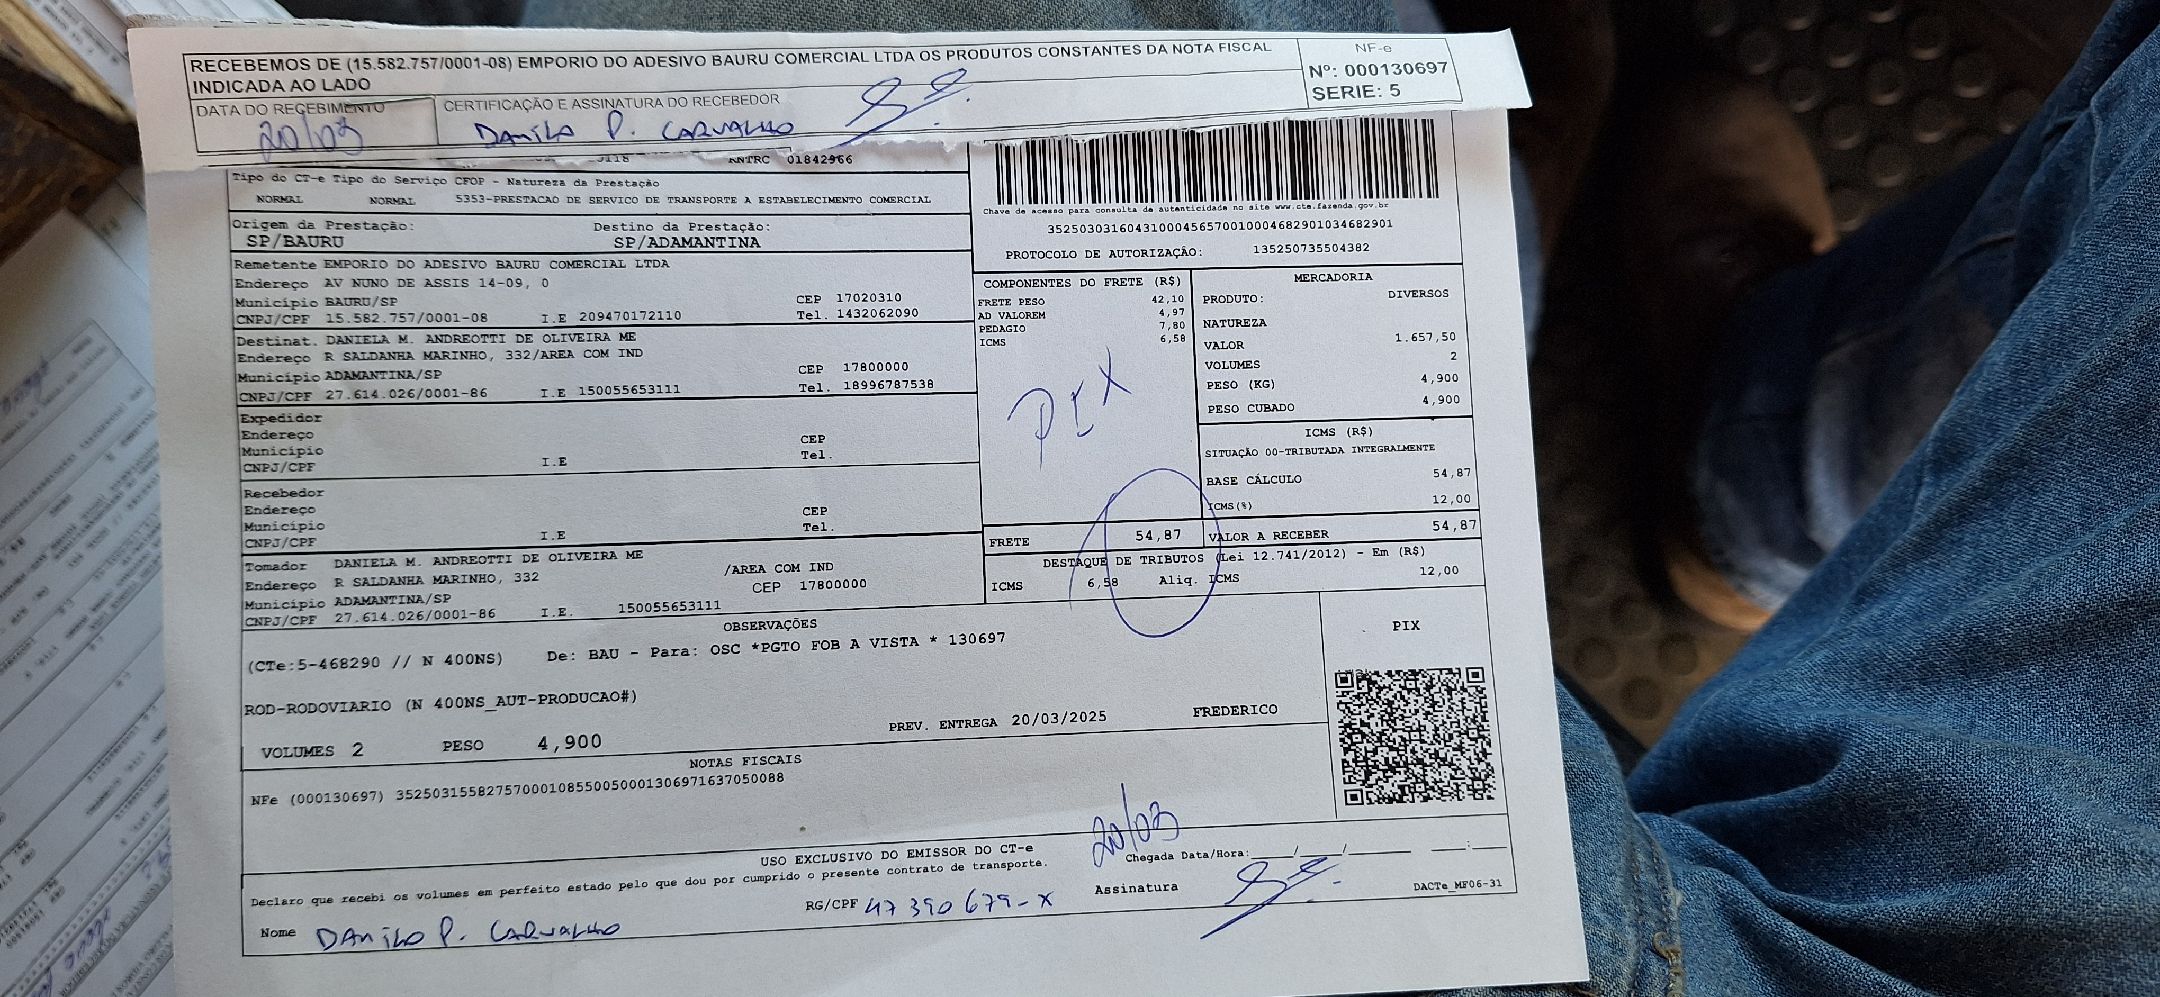 RECEBEMOS DE (15.582.757/0001-08) EMPORIO DO ADESIVO BAURU COMERCIAL LTDA OS PRODUTOS CONSTANTES DA NOTA FISCAL
INDICADA AO LADO
NF-e
Nº: 000130697
SERIE: 5
DATA DO RECEBIMENTO
20/03
CERTIFICAÇÃO E ASSINATURA DO RECEBEDOR
DANILO P. CARVALHO
ANTRC 01842966
Tipo do CT-e Tipo do Serviço CFOP - Natureza da Prestação
NORMAL NORMAL 5353-PRESTACAO DE SERVICO DE TRANSPORTE A ESTABELECIMENTO COMERCIAL
Origem da Prestação: Destino da Prestação:
SP/BAURU SP/ADAMANTINA
Chave de acesso para consulta de autenticidade no site www.cte.fazenda.gov.br
35250303160431000456570010004682901034682901
PROTOCOLO DE AUTORIZAÇÃO: 135250735504382
Remetente EMPORIO DO ADESIVO BAURU COMERCIAL LTDA
Endereço AV NUNO DE ASSIS 14-09, 0
Município BAURU/SP CEP 17020310
CNPJ/CPF 15.582.757/0001-08 I.E 209470172110 Tel. 1432062090
Destinat. DANIELA M. ANDREOTTI DE OLIVEIRA ME
Endereço R SALDANHA MARINHO, 332/AREA COM IND
Município ADAMANTINA/SP CEP 17800000
CNPJ/CPF 27.614.026/0001-86 I.E 150055653111 Tel. 18996787538
Expedidor
Endereço
Município CEP
CNPJ/CPF I.E Tel.
Recebedor
Endereço
Município CEP
CNPJ/CPF I.E Tel.
Tomador DANIELA M. ANDREOTTI DE OLIVEIRA ME
Endereço R SALDANHA MARINHO, 332 /AREA COM IND
Município ADAMANTINA/SP CEP 17800000
CNPJ/CPF 27.614.026/0001-86 I.E. 150055653111
COMPONENTES DO FRETE (R$)
FRETE PESO 42,10
AD VALOREM 4,97
PEDAGIO 7,80
ICMS 6,58
PIX
MERCADORIA
PRODUTO: DIVERSOS
NATUREZA
VALOR 1.657,50
VOLUMES 2
PESO (KG) 4,900
PESO CUBADO 4,900
ICMS (R$)
SITUAÇÃO 00-TRIBUTADA INTEGRALMENTE
BASE CÁLCULO 54,87
ICMS(%) 12,00
FRETE 54,87 VALOR A RECEBER 54,87
DESTAQUE DE TRIBUTOS (Lei 12.741/2012) - Em (R$)
ICMS 6,58 Aliq. ICMS 12,00
OBSERVAÇÕES
(CTe:5-468290 // N 400NS) De: BAU - Para: OSC *PGTO FOB A VISTA * 130697
ROD-RODOVIARIO (N 400NS_AUT-PRODUCAO#)
PREV. ENTREGA 20/03/2025 FREDERICO
VOLUMES 2 PESO 4,900
PIX
NOTAS FISCAIS
NFe (000130697) 35250315582757000108550050001306971637050088
USO EXCLUSIVO DO EMISSOR DO CT-e
Declaro que recebi os volumes em perfeito estado pelo que dou por cumprido o presente contrato de transporte.
20/03
Chegada Data/Hora:____/____/______ ___:___
Nome DANILO P. CARVALHO
RG/CPF 47 390 679-X
Assinatura
DACTe_MF06-31